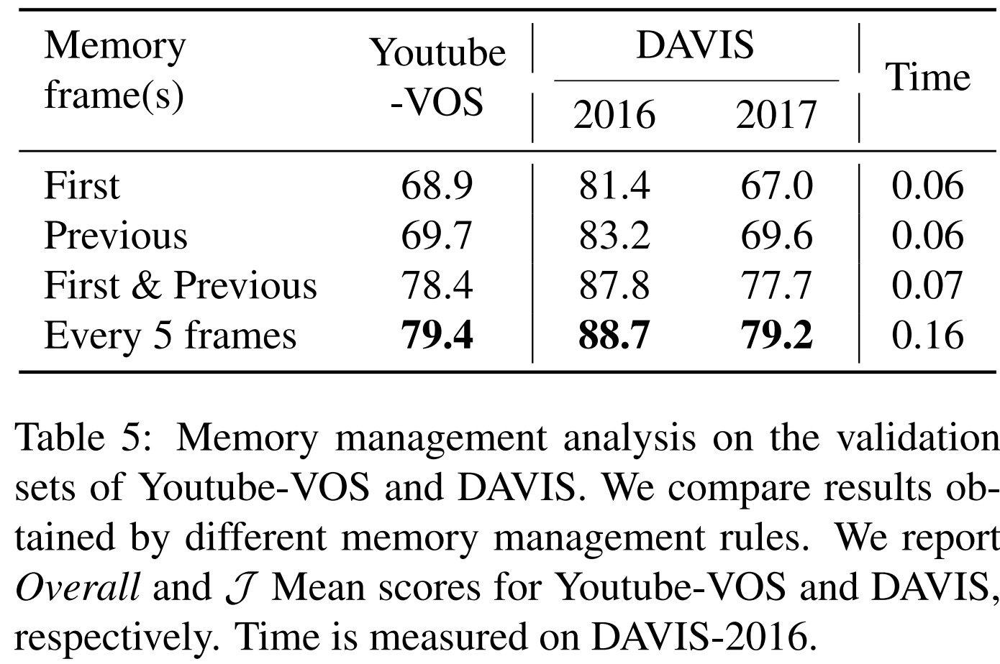 Memory frame(s) Youtube -VOS DAVIS 2016 2017 Time
First 68.9 81.4 67.0 0.06
Previous 69.7 83.2 69.6 0.06
First & Previous 78.4 87.8 77.7 0.07
Every 5 frames 79.4 88.7 79.2 0.16
Table 5: Memory management analysis on the validation
sets of Youtube-VOS and DAVIS. We compare results ob-
tained by different memory management rules. We report
Overall and 𝒥 Mean scores for Youtube-VOS and DAVIS,
respectively. Time is measured on DAVIS-2016.